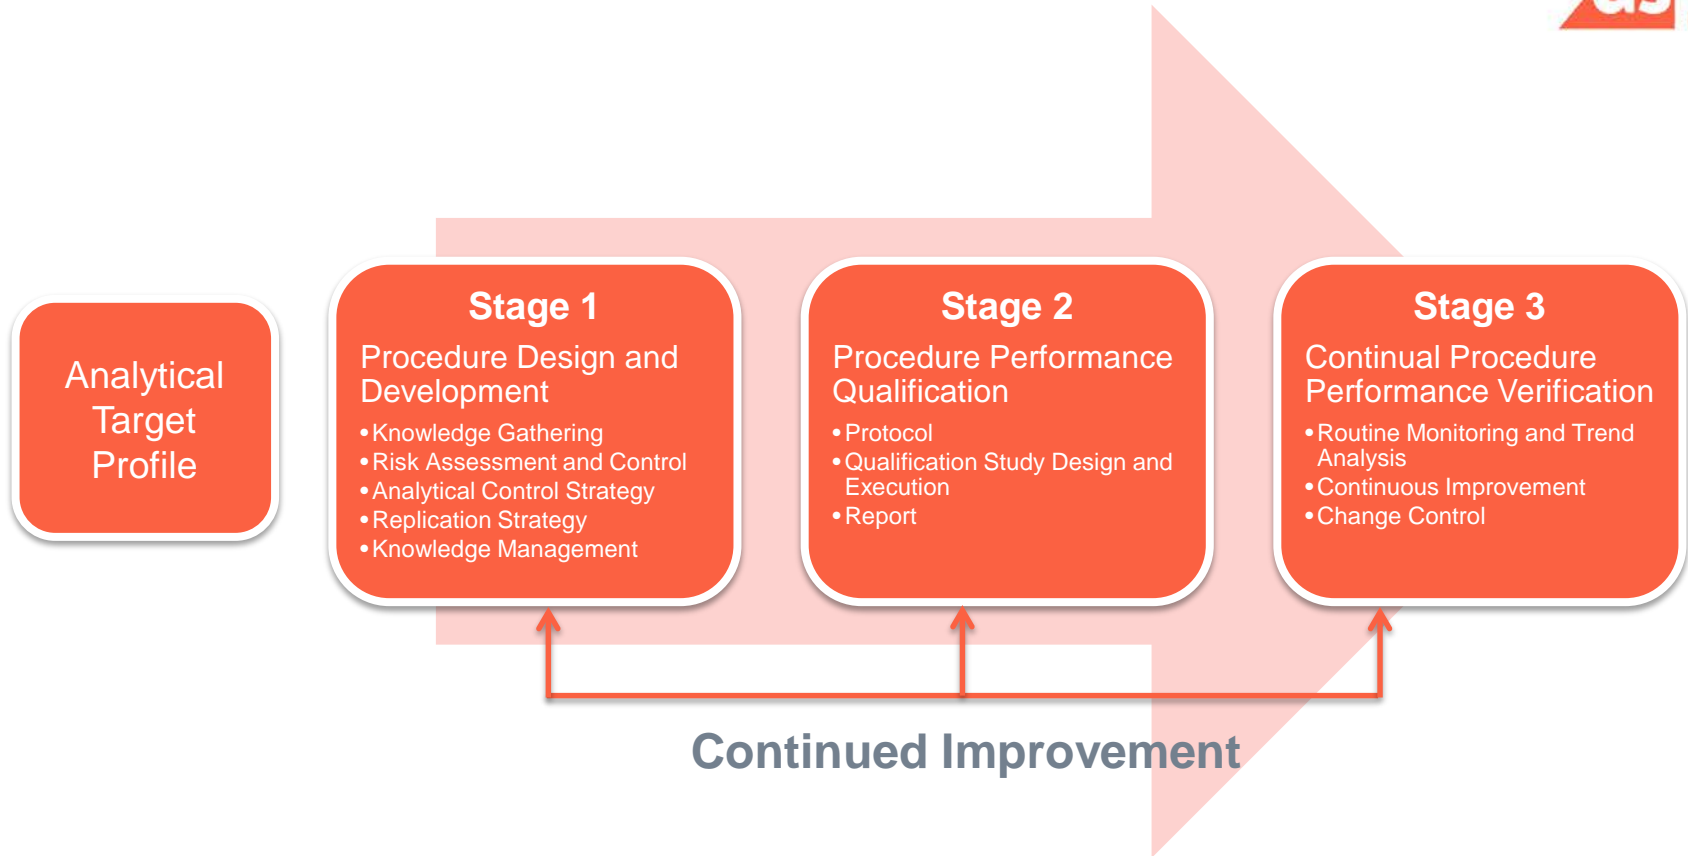 Analytical
Target
Profile
Stage 1
Procedure Design and
Development
•Knowledge Gathering
•Risk Assessment and Control
•Analytical Control Strategy
•Replication Strategy
•Knowledge Management
Stage 2
Procedure Performance
Qualification
•Protocol
•Qualification Study Design and
Execution
•Report
Stage 3
Continual Procedure
Performance Verification
•Routine Monitoring and Trend
Analysis
•Continuous Improvement
•Change Control
Continued Improvement